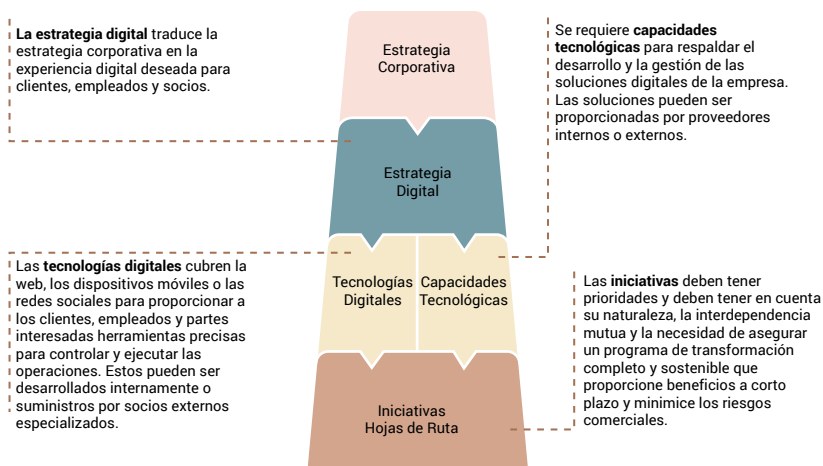 La estrategia digital traduce la
estrategia corporativa en la
experiencia digital deseada para
clientes, empleados y socios.
Estrategia
Corporativa
Se requiere capacidades
tecnológicas para respaldar el
desarrollo y la gestión de las
soluciones digitales de la empresa.
Las soluciones pueden ser
proporcionadas por proveedores
internos o externos.
Estrategia
Digital
Las tecnologías digitales cubren la
web, los dispositivos móviles o las
redes sociales para proporcionar a
los clientes, empleados y partes
interesadas herramientas precisas
para controlar y ejecutar las
operaciones. Estos pueden ser
desarrollados internamente o
suministros por socios externos
especializados.
Tecnologías
Digitales
Capacidades
Tecnológicas
Las iniciativas deben tener
prioridades y deben tener en cuenta
su naturaleza, la interdependencia
mutua y la necesidad de asegurar
un programa de transformación
completo y sostenible que
proporcione beneficios a corto
plazo y minimice los riesgos
comerciales.
Iniciativas
Hojas de Ruta